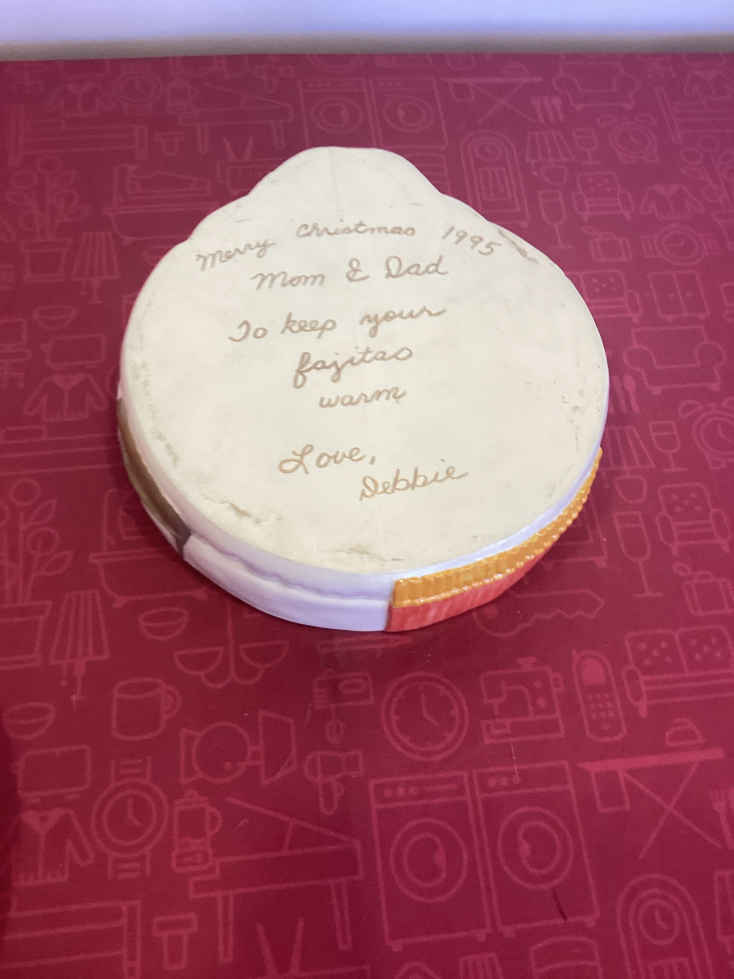 Merry Christmas 1995
Mom & Dad
To keep your
fajitas
warm
Love,
Debbie